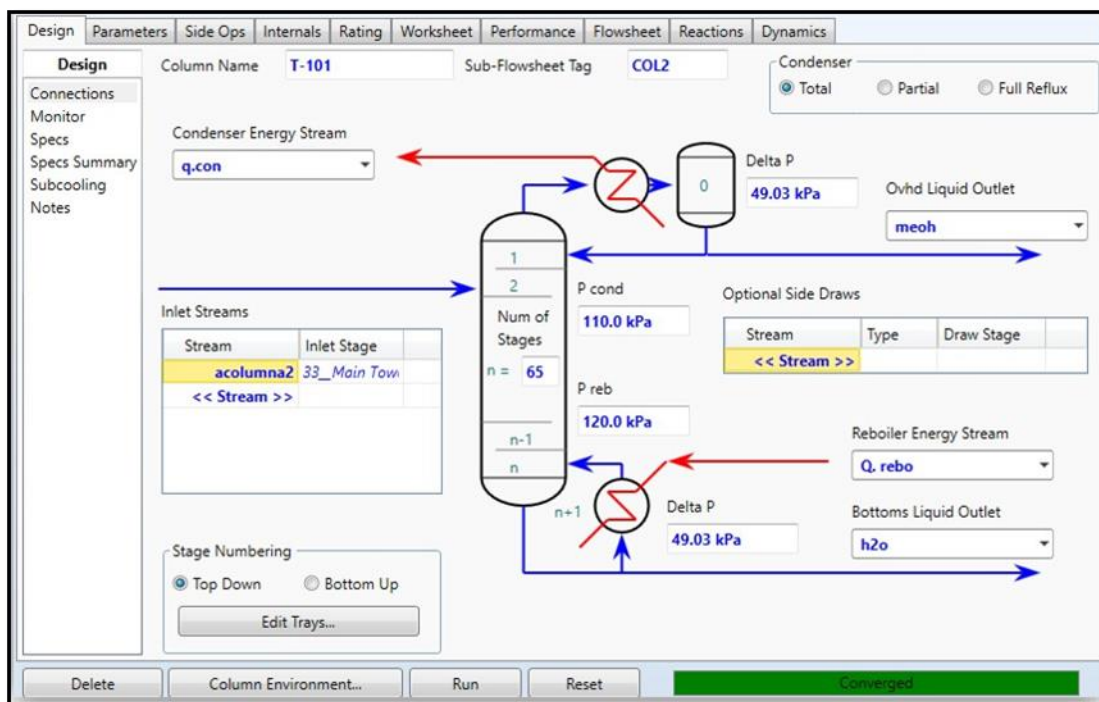 Design Parameters Side Ops Internals Rating Worksheet Performance Flowsheet Reactions Dynamics
Design
Connections
Monitor
Specs
Specs Summary
Subcooling
Notes
Column Name T-101 Sub-Flowsheet Tag COL2
Condenser
Total Partial Full Reflux
Condenser Energy Stream
q.con
0
Delta P
49.03 kPa
Ovhd Liquid Outlet
meoh
1
2
Num of
Stages
n = 65
n-1
n
n+1
Inlet Streams
Stream Inlet Stage
acolumna2 33__Main Tow
<< Stream >>
P cond
110.0 kPa
Optional Side Draws
Stream Type Draw Stage
<< Stream >>
P reb
120.0 kPa
Reboiler Energy Stream
Q. rebo
Delta P
49.03 kPa
Bottoms Liquid Outlet
h2o
Stage Numbering
Top Down Bottom Up
Edit Trays...
Delete Column Environment... Run Reset Converged